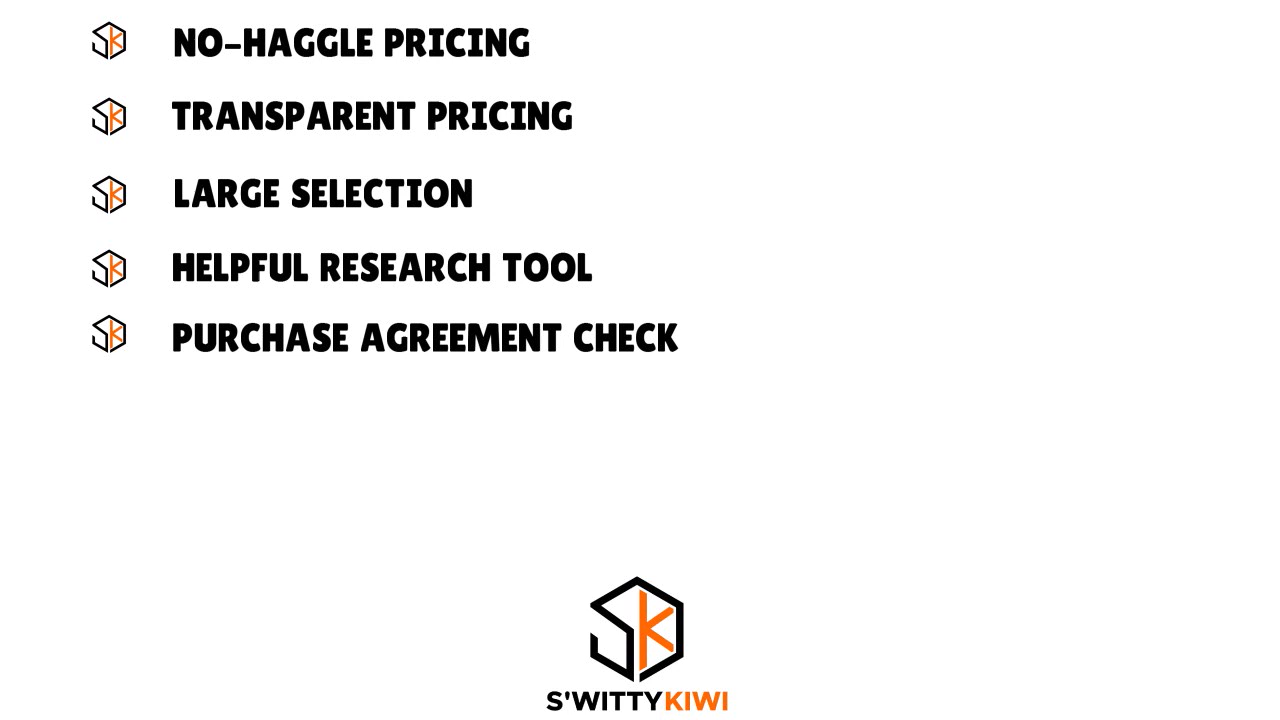 NO-HAGGLE PRICING
TRANSPARENT PRICING
LARGE SELECTION
HELPFUL RESEARCH TOOL
PURCHASE AGREEMENT CHECK
S'WITTYKIWI